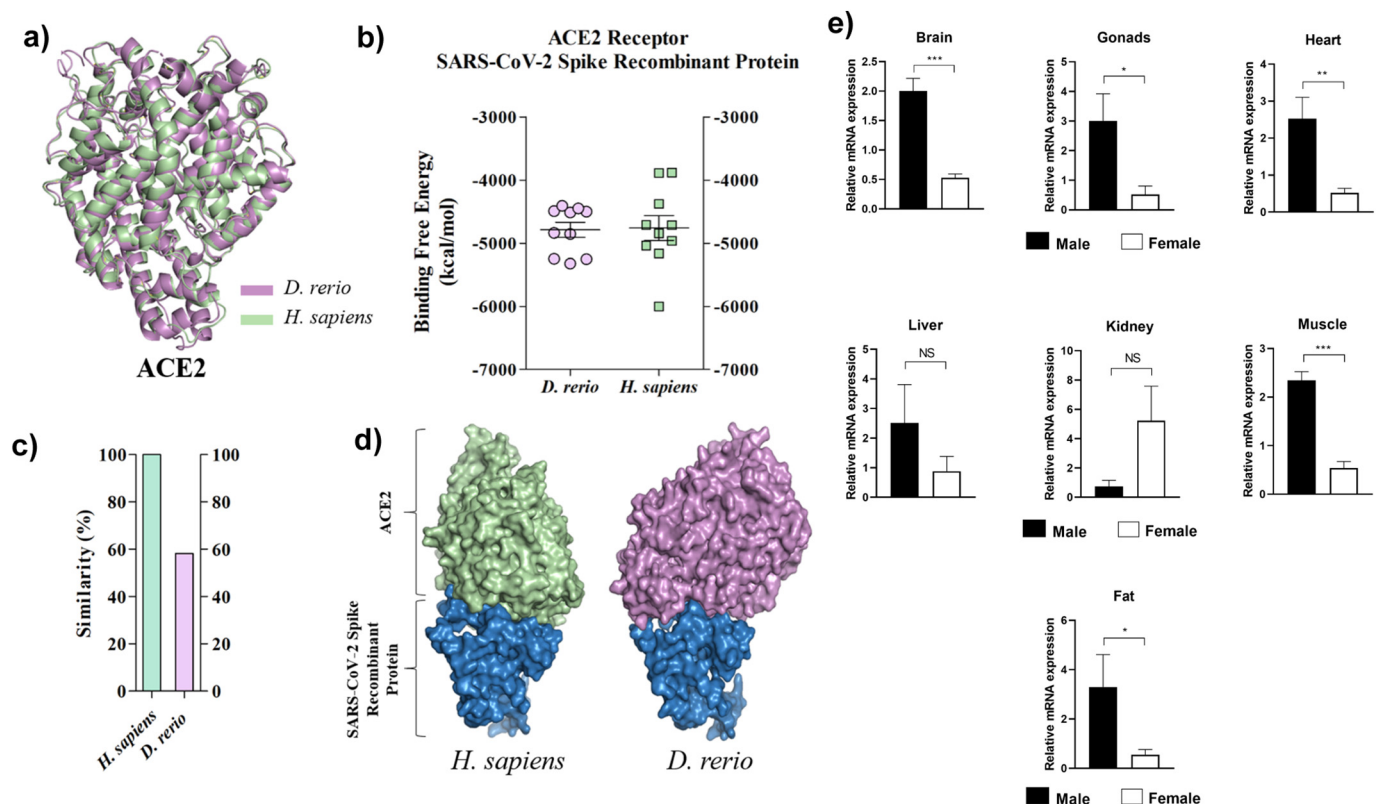 a)
D. rerio
H. sapiens
ACE2
b)
ACE2 Receptor
SARS-CoV-2 Spike Recombinant Protein
Binding Free Energy
(kcal/mol)
-3000
-4000
-5000
-6000
-7000
-3000
-4000
-5000
-6000
-7000
D. rerio
H. sapiens
c)
Similarity (%)
100
80
60
40
20
0
100
80
60
40
20
0
H. sapiens
D. rerio
d)
ACE2
SARS-CoV-2 Spike
Recombinant
Protein
H. sapiens
D. rerio
e)
Brain
Relative mRNA expression
2.5
2.0
1.5
1.0
0.5
0.0
***
Gonads
Relative mRNA expression
5
4
3
2
1
0
*
Heart
Relative mRNA expression
4
3
2
1
0
**
Male
Female
Liver
Relative mRNA expression
5
4
3
2
1
0
NS
Kidney
Relative mRNA expression
10
8
6
4
2
0
NS
Muscle
Relative mRNA expression
3
2
1
0
***
Male
Female
Fat
Relative mRNA expression
6
4
2
0
*
Male
Female